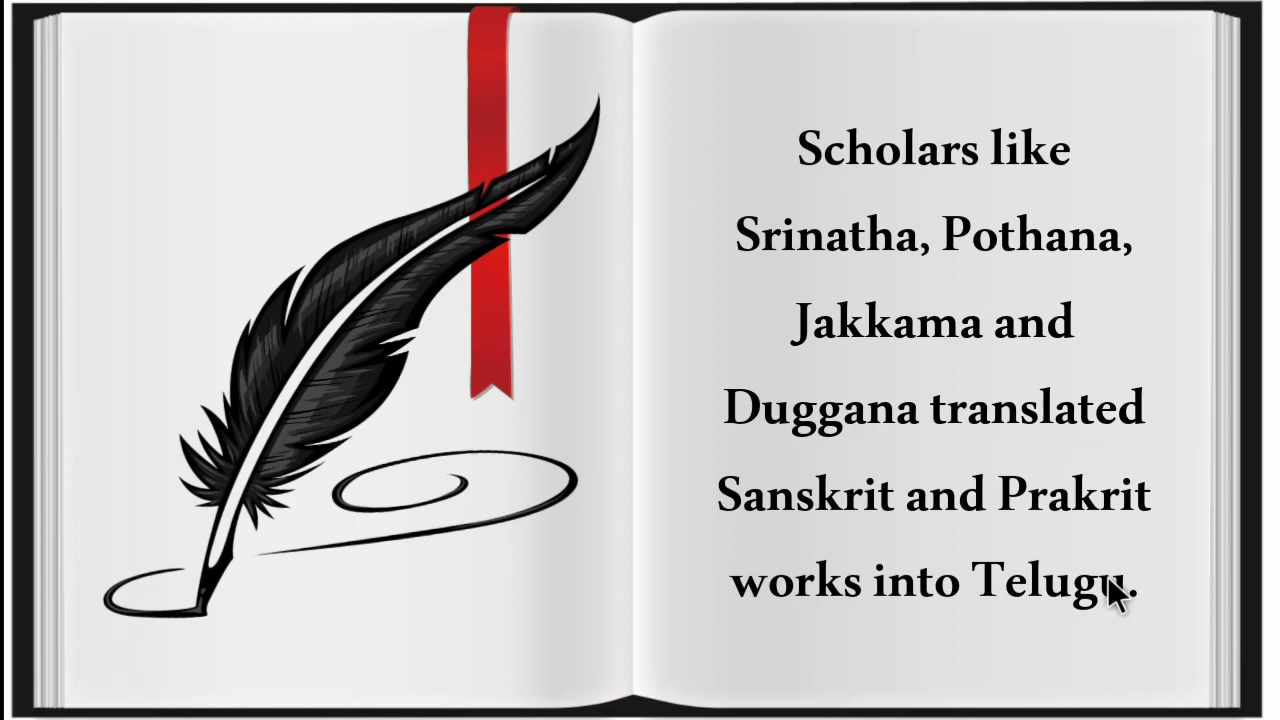 Scholars like
Srinatha, Pothana,
Jakkama and
Duggana translated
Sanskrit and Prakrit
works into Telugu.